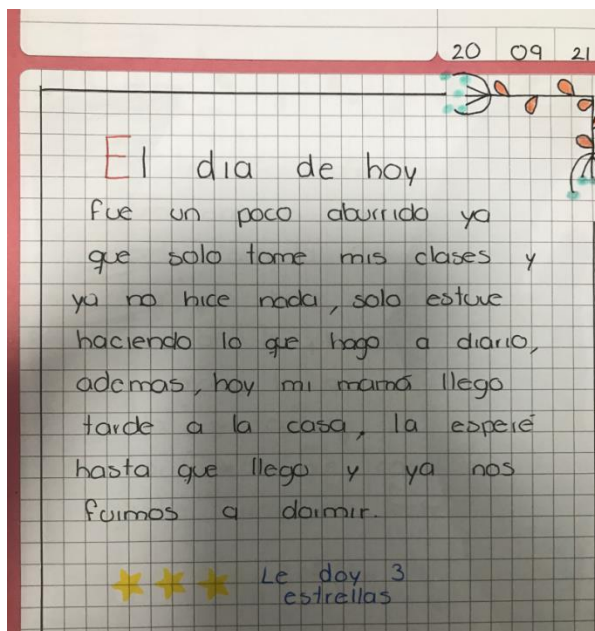 20 09 21
El dia de hoy
fue un poco aburrido ya
que solo tome mis clases y
ya no hice nada, solo estuve
haciendo lo que hago a diario,
ademas, hoy mi mamá llego
tarde a la casa, la esperé
hasta que llego y ya nos
fuimos a dormir.
Le doy 3
estrellas